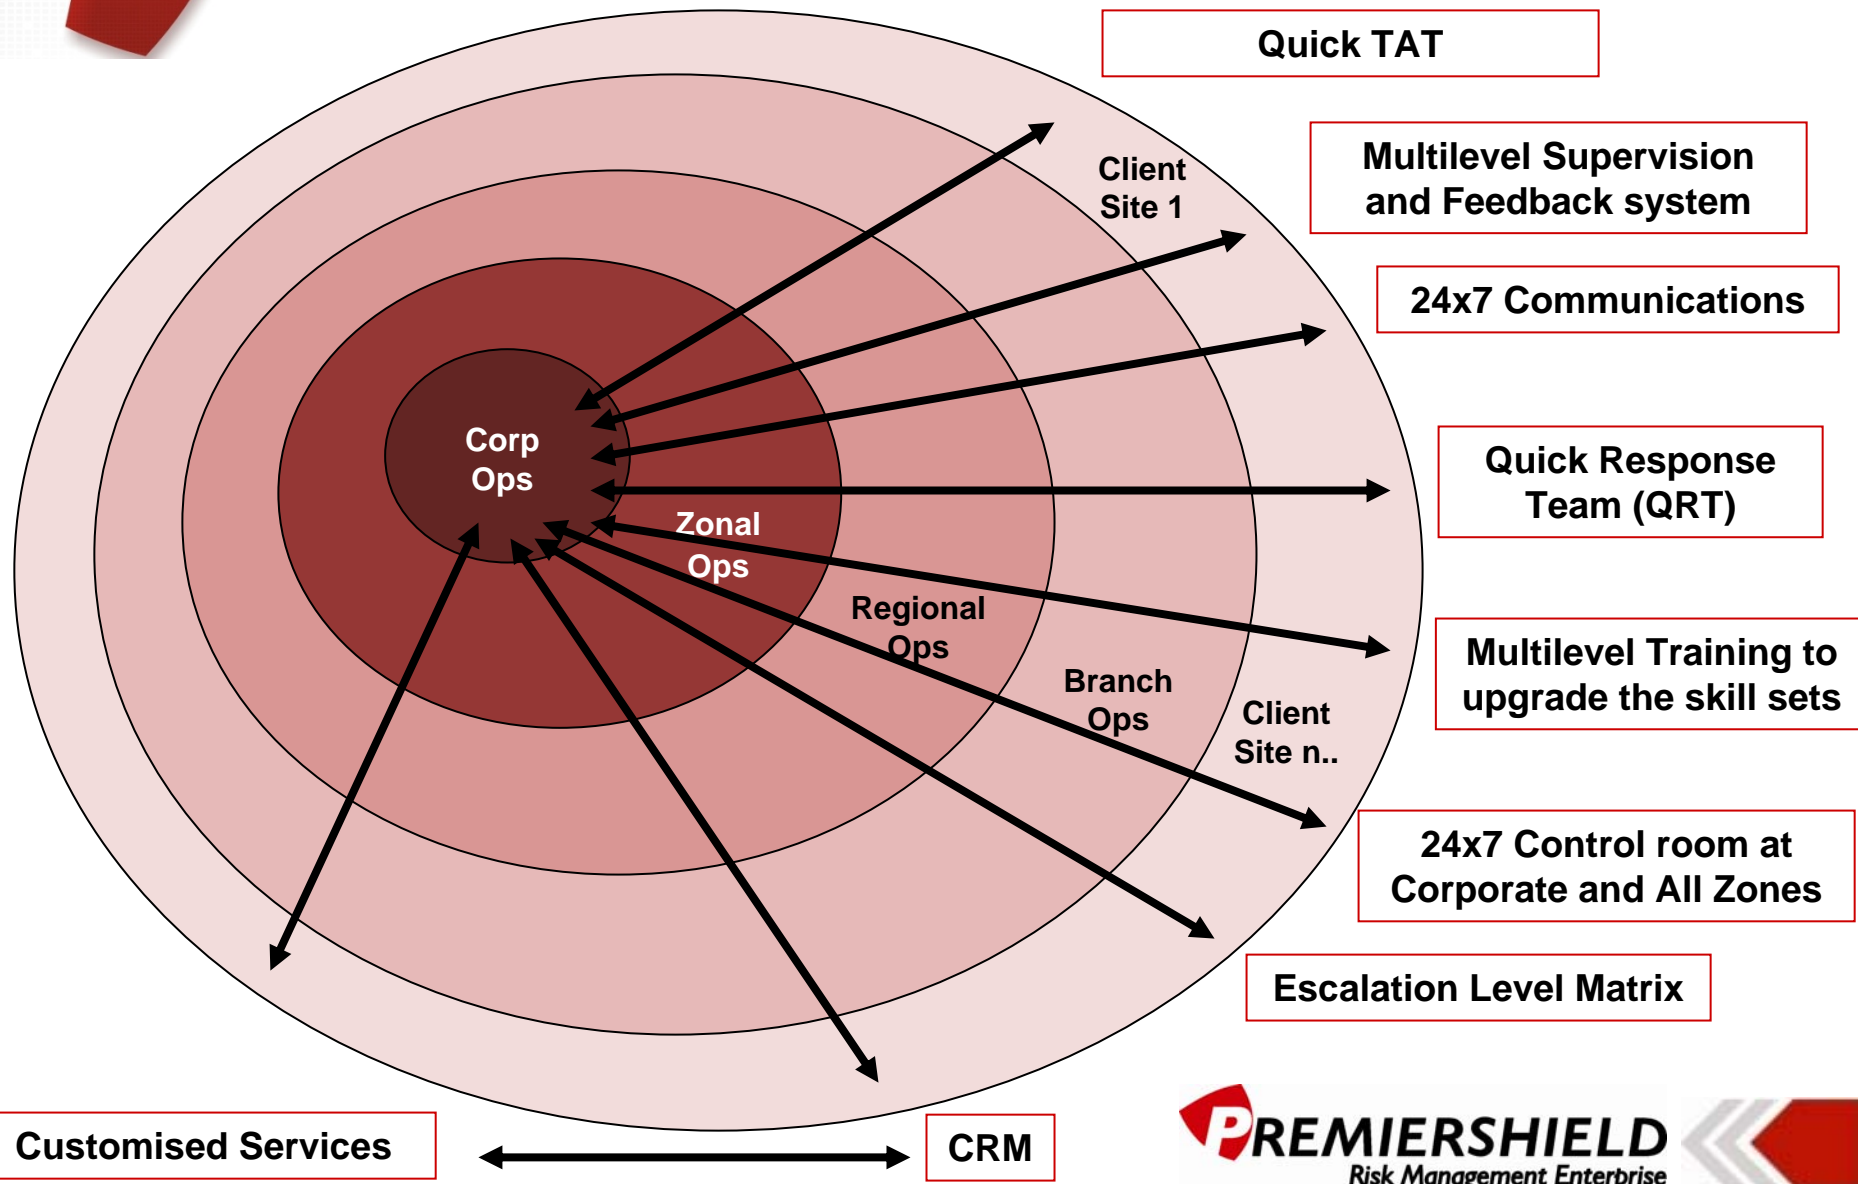 Quick TAT
Client
Site 1
Multilevel Supervision
and Feedback system
24x7 Communications
Corp
Ops
Quick Response
Team (QRT)
Zonal
Ops
Regional
Ops
Multilevel Training to
upgrade the skill sets
Branch
Ops
Client
Site n..
24x7 Control room at
Corporate and All Zones
Escalation Level Matrix
Customised Services
CRM
PREMIERSHIELD
Risk Management Enterprise